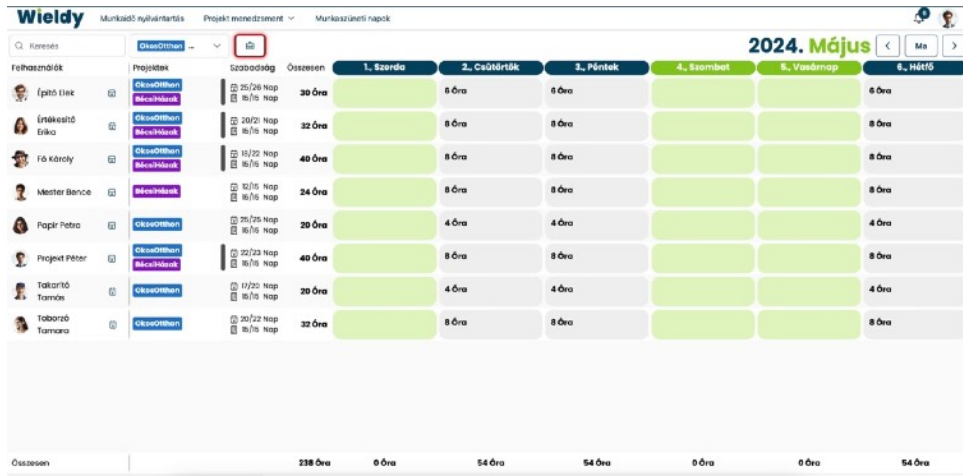 Wieldy Munkaidő nyilvántartás Projekt menedzsment Munkaszüneti napok
Keresés OkosOtthon ... 2024. Május Ma
Felhasználók Projektek Szabadság Összesen 1., Szerda 2., Csütörtök 3., Péntek 4., Szombat 5., Vasárnap 6., Hétfő
Építő Elek OkosOtthon BécsiHázak 25/26 Nap 16/16 Nap 30 Óra 6 Óra 6 Óra 6 Óra
Értékesítő Erika OkosOtthon 20/21 Nap 16/16 Nap 32 Óra 8 Óra 8 Óra 8 Óra
Fő Károly OkosOtthon BécsiHázak 18/22 Nap 16/16 Nap 40 Óra 8 Óra 8 Óra 8 Óra
Mester Bence BécsiHázak 12/15 Nap 16/16 Nap 24 Óra 8 Óra 8 Óra 8 Óra
Papír Petra OkosOtthon 25/25 Nap 16/16 Nap 20 Óra 4 Óra 4 Óra 4 Óra
Projekt Péter OkosOtthon BécsiHázak 22/23 Nap 16/16 Nap 40 Óra 8 Óra 8 Óra 8 Óra
Takarító Tamás OkosOtthon 17/20 Nap 15/15 Nap 20 Óra 4 Óra 4 Óra 4 Óra
Toborzó Tamara OkosOtthon 20/22 Nap 15/15 Nap 32 Óra 8 Óra 8 Óra 8 Óra
Összesen 238 Óra 0 Óra 54 Óra 54 Óra 0 Óra 0 Óra 54 Óra